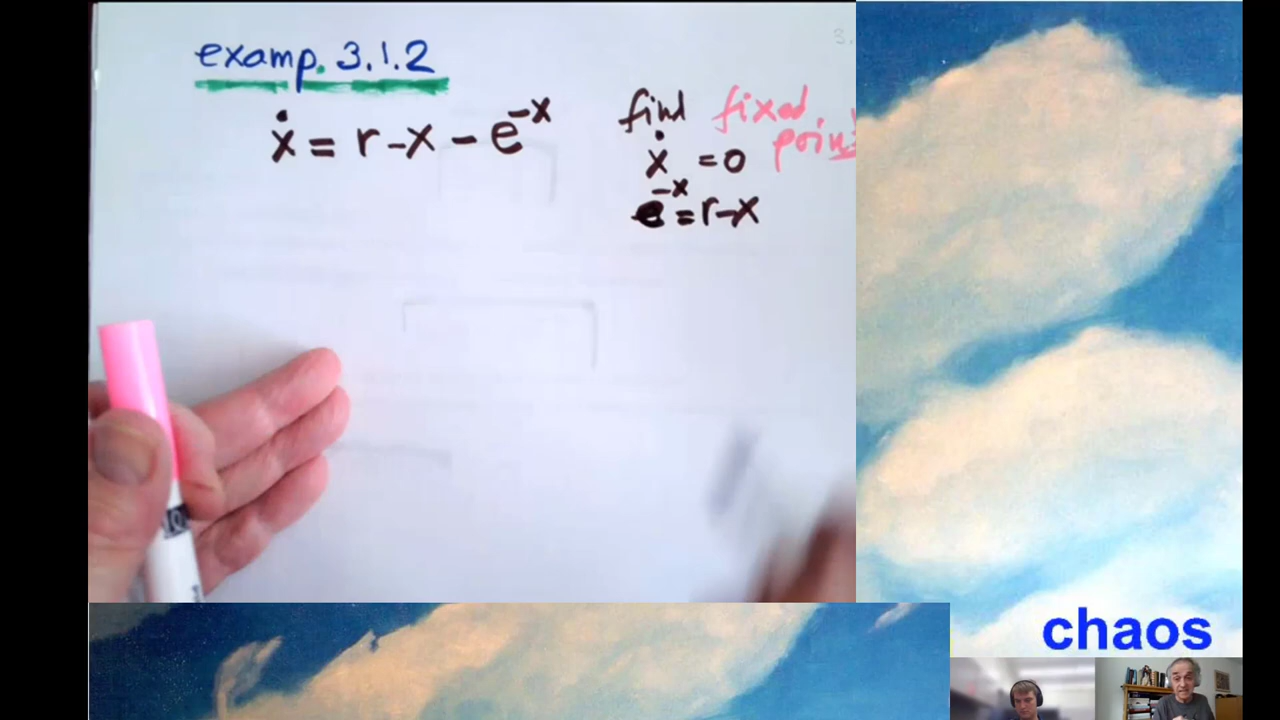 examp. 3.1.2
ẋ = r-x - e^-x
find fixed
point
ẋ = 0
e^-x = r-x
chaos